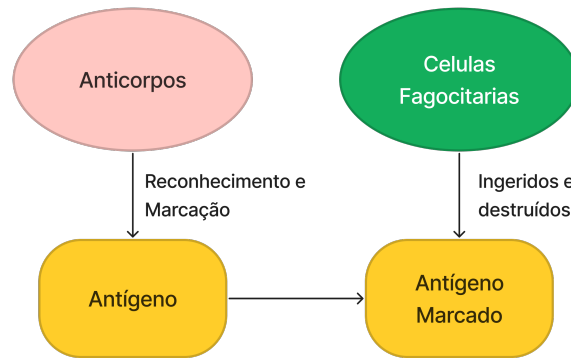 Anticorpos
Celulas
Fagocitarias
Reconhecimento e
Marcação
Ingeridos e
destruídos
Antígeno
Antígeno
Marcado